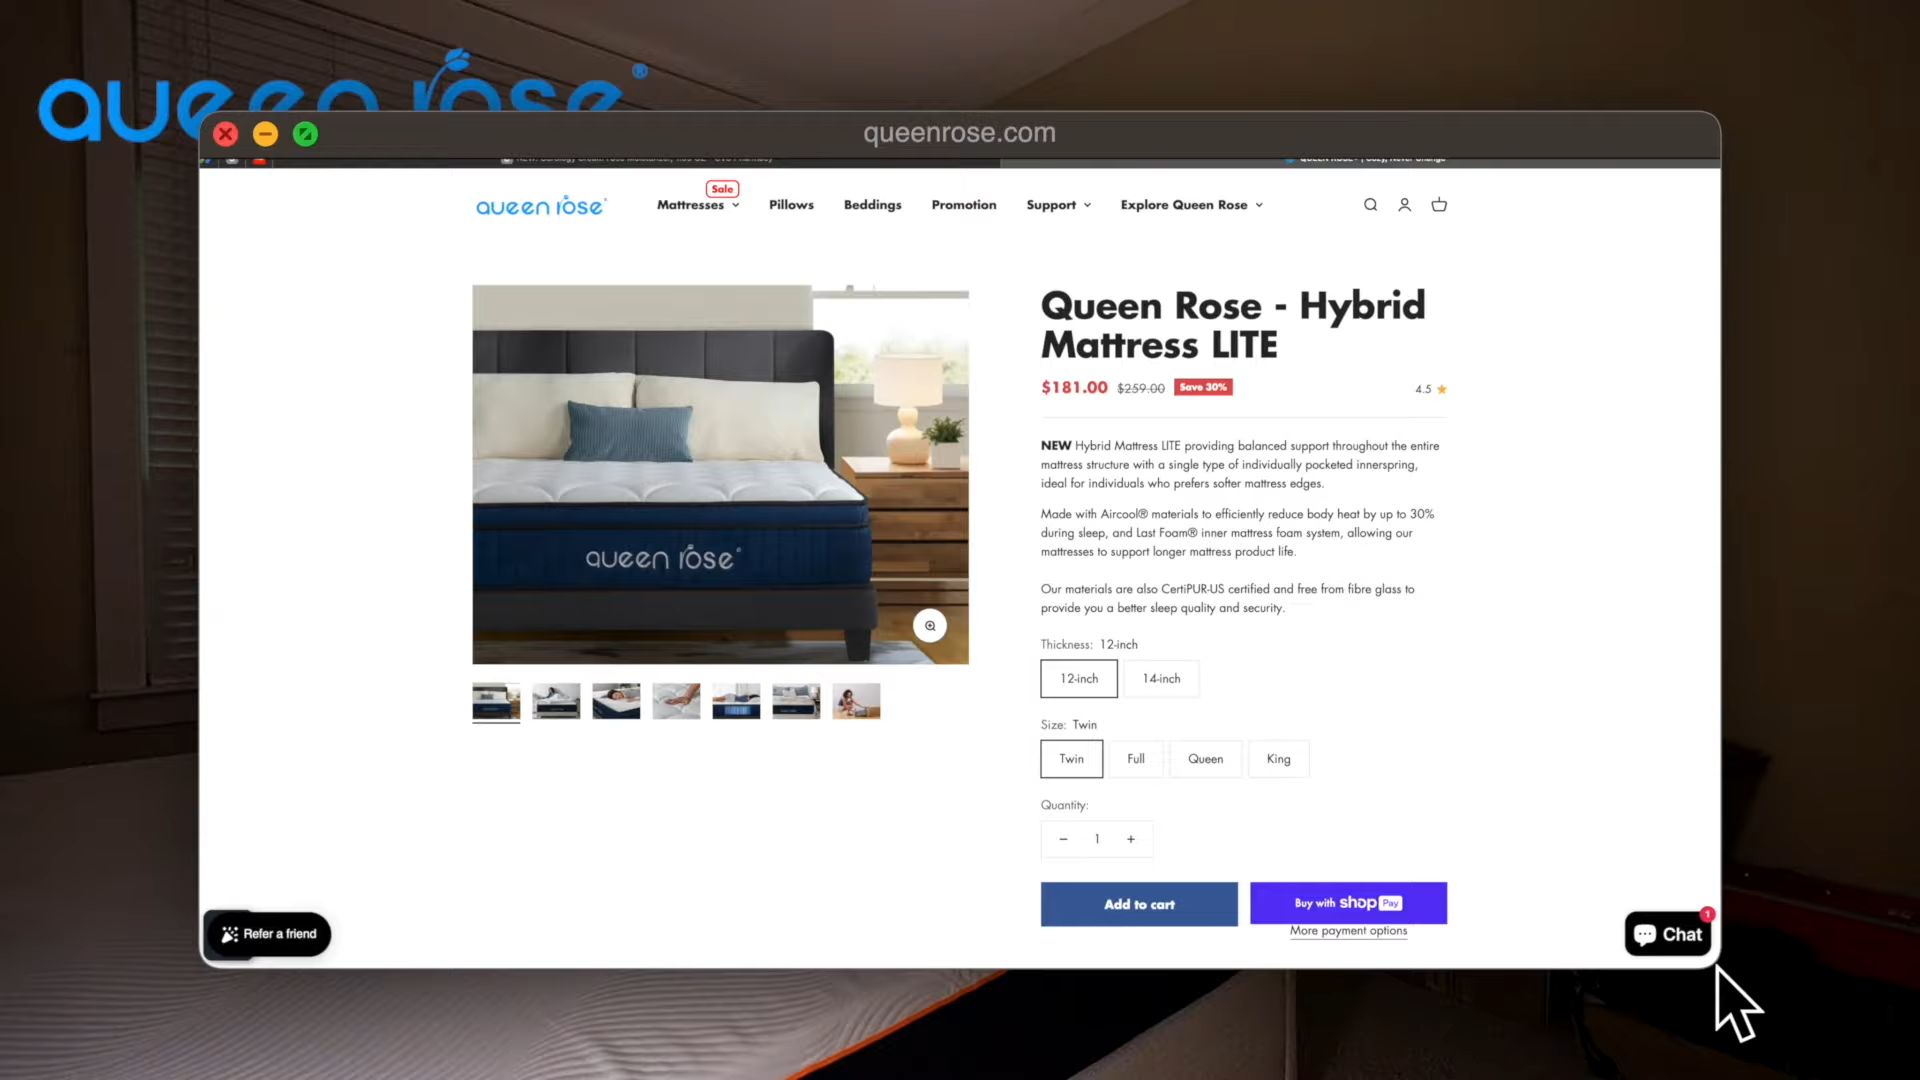 queen rose®
queenrose.com
queen rose
Sale
Mattresses
Pillows
Beddings
Promotion
Support
Explore Queen Rose
queen rose
Queen Rose - Hybrid
Mattress LITE
$181.00 $259.00 Save 30%
4.5
NEW Hybrid Mattress LITE providing balanced support throughout the entire
mattress structure with a single type of individually pocketed innerspring,
ideal for individuals who prefers softer mattress edges.
Made with Aircool® materials to efficiently reduce body heat by up to 30%
during sleep, and Last Foam® inner mattress foam system, allowing our
mattresses to support longer mattress product life.
Our materials are also CertiPUR-US certified and free from fibre glass to
provide you a better sleep quality and security.
Thickness: 12-inch
12-inch
14-inch
Size: Twin
Twin
Full
Queen
King
Quantity:
− 1 +
Add to cart
Buy with shop Pay
More payment options
Refer a friend
1
Chat